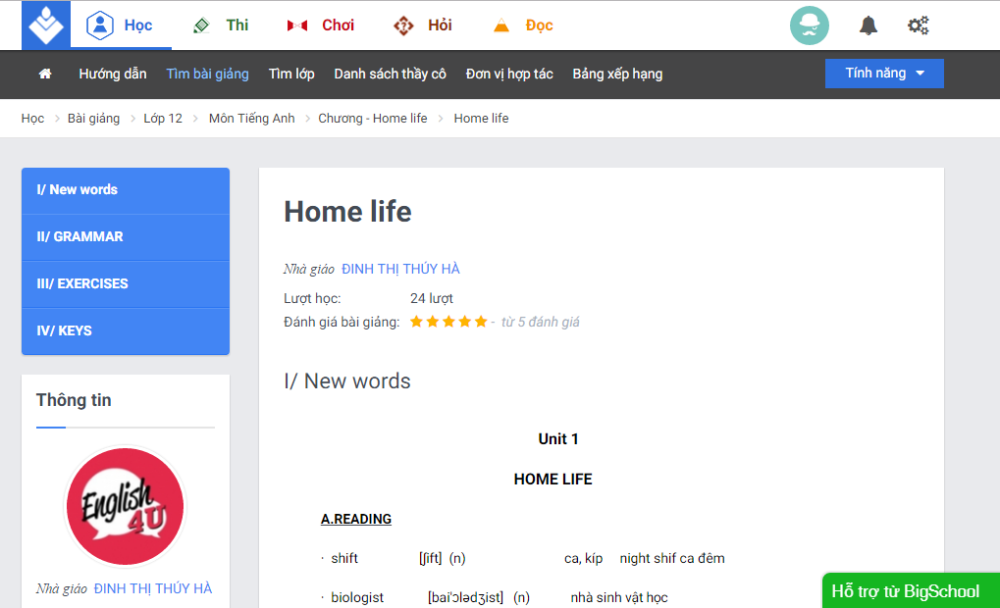 Học Thi Chơi Hỏi Đọc
Hướng dẫn Tìm bài giảng Tìm lớp Danh sách thầy cô Đơn vị hợp tác Bảng xếp hạng Tính năng
Học > Bài giảng > Lớp 12 > Môn Tiếng Anh > Chương - Home life > Home life
I/ New words
II/ GRAMMAR
III/ EXERCISES
IV/ KEYS
Thông tin
English
4U
Nhà giáo ĐINH THỊ THÚY HÀ
Home life
Nhà giáo ĐINH THỊ THÚY HÀ
Lượt học: 24 lượt
Đánh giá bài giảng: - từ 5 đánh giá
I/ New words
Unit 1
HOME LIFE
A.READING
· shift [ʃift] (n) ca, kíp night shif ca đêm
· biologist [bai'ɔlədʒist] (n) nhà sinh vật học
Hỗ trợ từ BigSchool